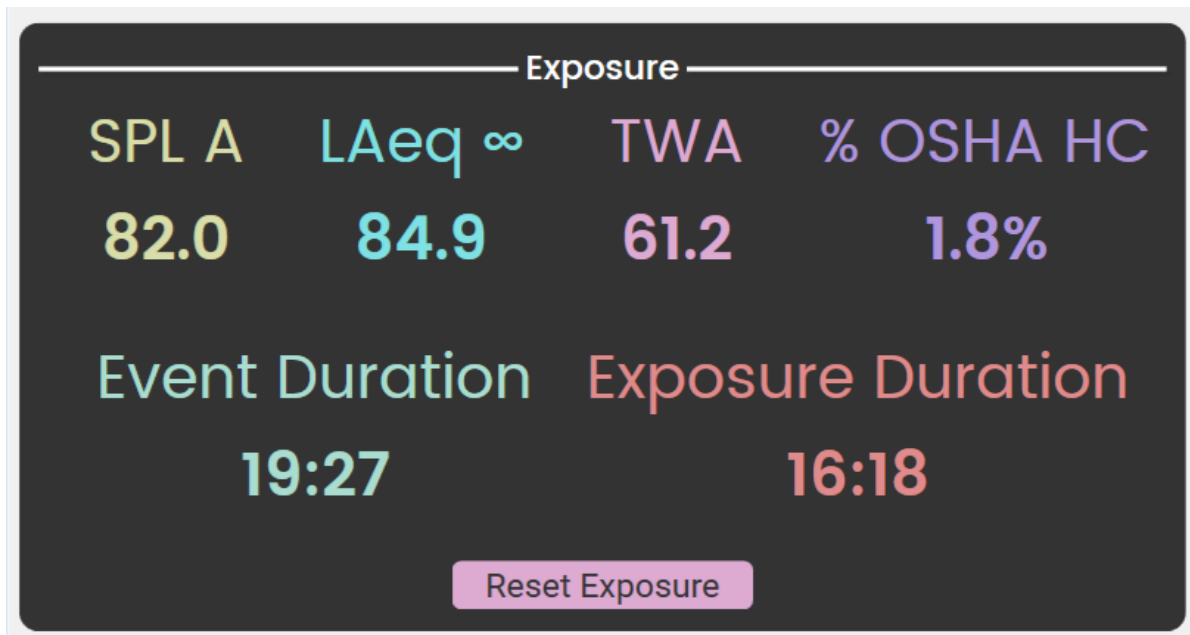 Exposure
SPL A LAeq ∞ TWA % OSHA HC
82.0 84.9 61.2 1.8%
Event Duration Exposure Duration
19:27 16:18
Reset Exposure